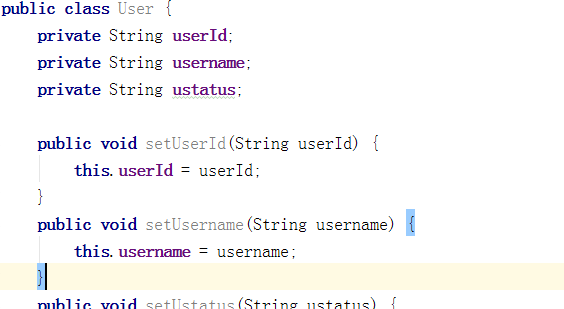 public class User {
private String userId;
private String username;
private String ustatus;
public void setUserId(String userId) {
this.userId = userId;
}
public void setUsername(String username) {
this.username = username;
}
public void setUstatus(String ustatus) {